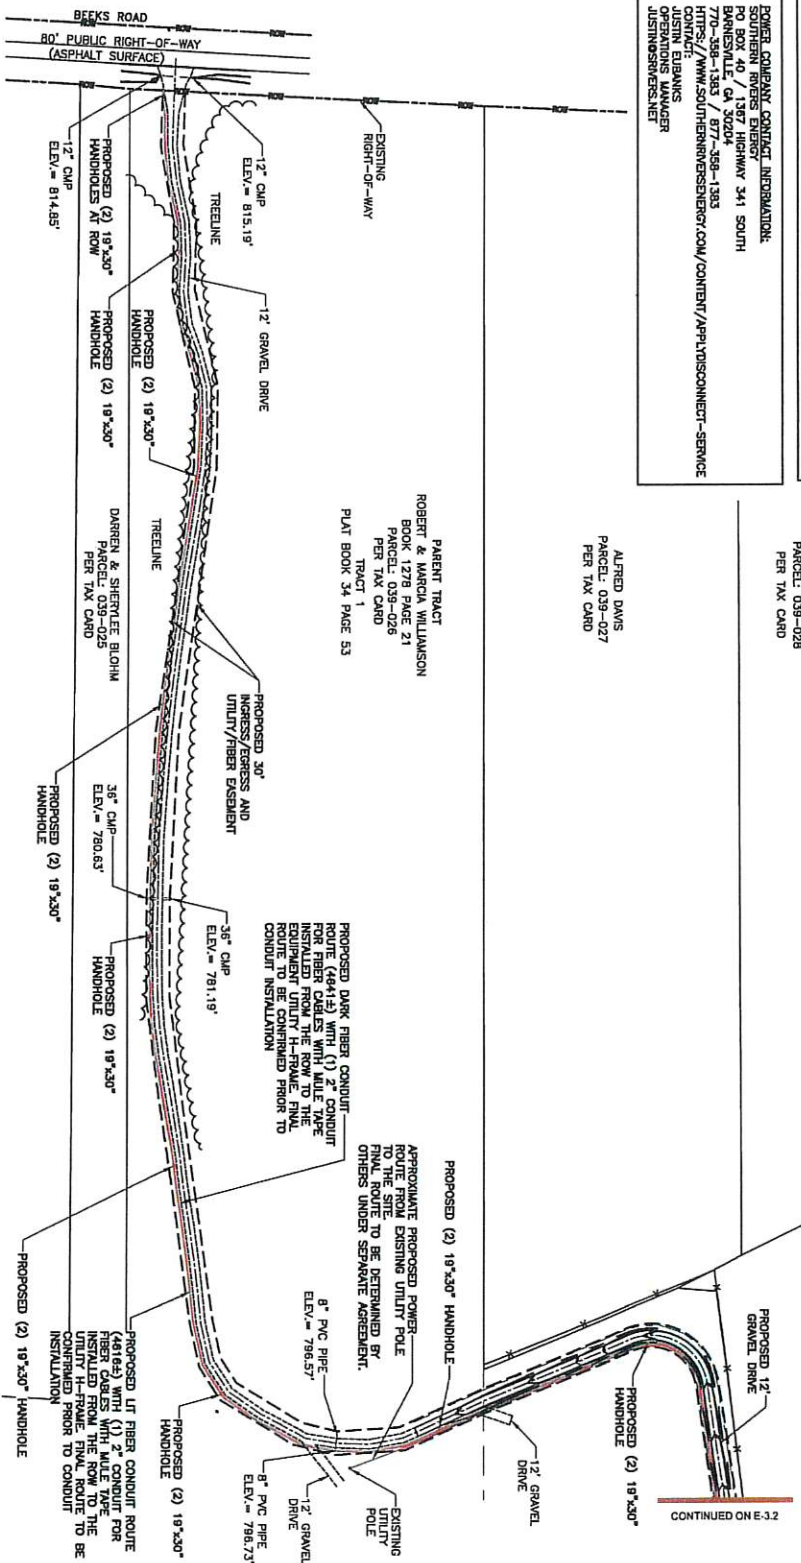 POWER COMPANY CONTACT INFORMATION:
SOUTHERN RIVERS ENERGY
PO BOX 40 / 1367 HIGHWAY 341 SOUTH
BARNESVILLE, GA 30204
770-358-1383 / 877-358-1383
HTTPS://WWW.SOUTHERNRIVERSENERGY.COM/CONTENT/APPLYDISCONNECT-SERVICE
CONTACT:
JUSTIN EUBANKS
OPERATIONS MANAGER
JUSTIN@SRIVERS.NET
PARCEL: 039-028
PER TAX CARD
ALFRED DAVIS
PARCEL: 039-027
PER TAX CARD
PROPOSED 12'
GRAVEL DRIVE
CONTINUED ON E-3.2
PROPOSED (2) 19"x30"
HANDHOLE
12' GRAVEL
DRIVE
BEEKS ROAD
80' PUBLIC RIGHT-OF-WAY
(ASPHALT SURFACE)
ROW
ROW
ROW
ROW
ROW
ROW
ROW
EXISTING
RIGHT-OF-WAY
PARENT TRACT
ROBERT & MARCIA WILLIAMSON
BOOK 1278 PAGE 21
PARCEL: 039-026
PER TAX CARD
TRACT 1
PLAT BOOK 34 PAGE 53
12" CMP
ELEV.= 815.19'
TREELINE
12' GRAVEL DRIVE
PROPOSED 30'
INGRESS/EGRESS AND
UTILITY/FIBER EASEMENT
36" CMP
ELEV.= 781.19'
PROPOSED DARK FIBER CONDUIT
ROUTE (4641±) WITH (1) 2" CONDUIT
FOR FIBER CABLES WITH MULE TAPE
INSTALLED FROM THE ROW TO THE
EQUIPMENT UTILITY H-FRAME. FINAL
ROUTE TO BE CONFIRMED PRIOR TO
CONDUIT INSTALLATION
PROPOSED (2) 19"x30" HANDHOLE
APPROXIMATE PROPOSED POWER
ROUTE FROM EXISTING UTILITY POLE
TO THE SITE.
FINAL ROUTE TO BE DETERMINED BY
OTHERS UNDER SEPARATE AGREEMENT.
8" PVC PIPE
ELEV.= 796.57'
EXISTING
UTILITY
POLE
12' GRAVEL
DRIVE
8" PVC PIPE
ELEV.= 796.73'
12" CMP
ELEV.= 814.85'
PROPOSED (2) 19"x30"
HANDHOLES AT ROW
PROPOSED (2) 19"x30"
HANDHOLE
PROPOSED (2) 19"x30"
HANDHOLE
TREELINE
DARREN & SHERYLEE BLOHM
PARCEL: 039-025
PER TAX CARD
PROPOSED (2) 19"x30"
HANDHOLE
36" CMP
ELEV.= 780.63'
PROPOSED (2) 19"x30"
HANDHOLE
PROPOSED (2) 19"x30" HANDHOLE
PROPOSED LIT FIBER CONDUIT ROUTE
(4616±) WITH (1) 2" CONDUIT FOR
FIBER CABLES WITH MULE TAPE
INSTALLED FROM THE ROW TO THE
UTILITY H-FRAME. FINAL ROUTE TO BE
CONFIRMED PRIOR TO CONDUIT
INSTALLATION
PROPOSED (2) 19"x30"
HANDHOLE